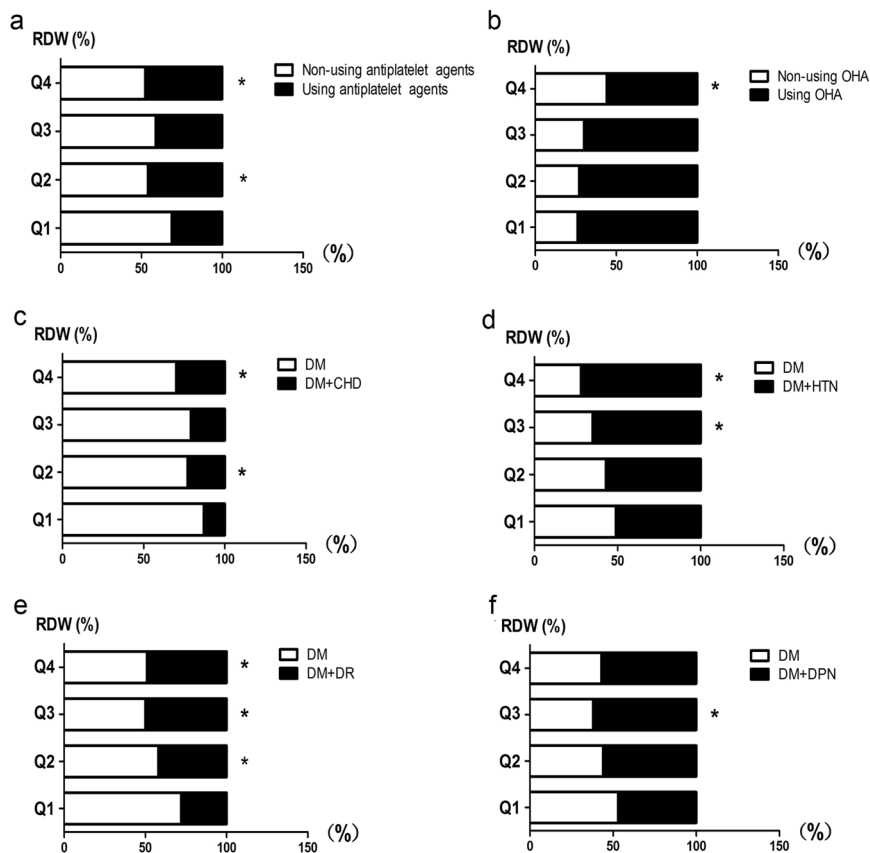 a
RDW (%)
Non-using antiplatelet agents
Using antiplatelet agents
Q4
*
Q3
Q2
*
Q1
0 50 100 150 (%)
b
RDW (%)
Non-using OHA
Using OHA
Q4
*
Q3
Q2
Q1
0 50 100 150 (%)
c
RDW (%)
DM
DM+CHD
Q4
*
Q3
Q2
*
Q1
0 50 100 150 (%)
d
RDW (%)
DM
DM+HTN
Q4
*
Q3
*
Q2
Q1
0 50 100 150 (%)
e
RDW (%)
DM
DM+DR
Q4
*
Q3
*
Q2
*
Q1
0 50 100 150 (%)
f
RDW (%)
DM
DM+DPN
Q4
Q3
*
Q2
Q1
0 50 100 150 (%)